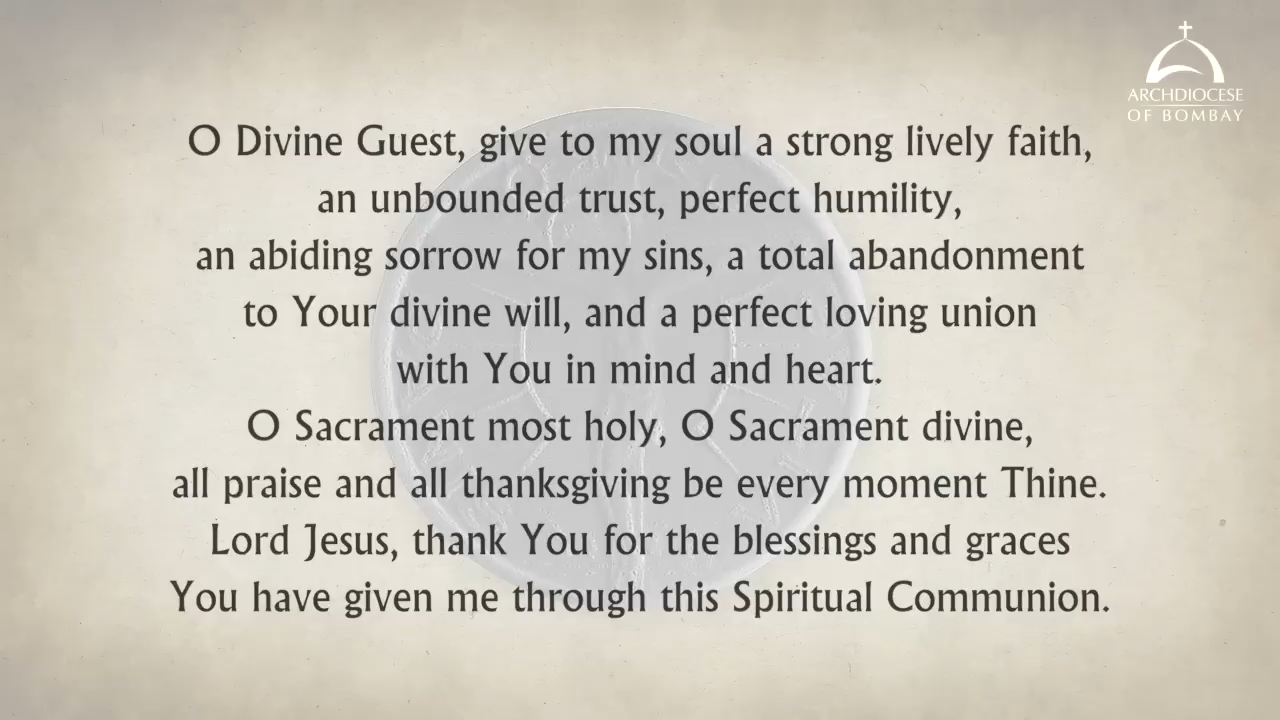 ARCHDIOCESE
OF BOMBAY
O Divine Guest, give to my soul a strong lively faith,
an unbounded trust, perfect humility,
an abiding sorrow for my sins, a total abandonment
to Your divine will, and a perfect loving union
with You in mind and heart.
O Sacrament most holy, O Sacrament divine,
all praise and all thanksgiving be every moment Thine.
Lord Jesus, thank You for the blessings and graces
You have given me through this Spiritual Communion.